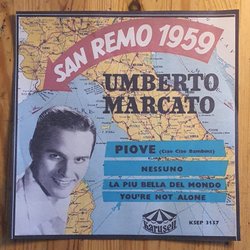 SAN REMO 1959
UMBERTO
MARCATO
PIOVE (Ciao Ciao Bambina)
NESSUNO
LA PIU BELLA DEL MONDO
YOU'RE NOT ALONE
Karusell
KSEP 3157